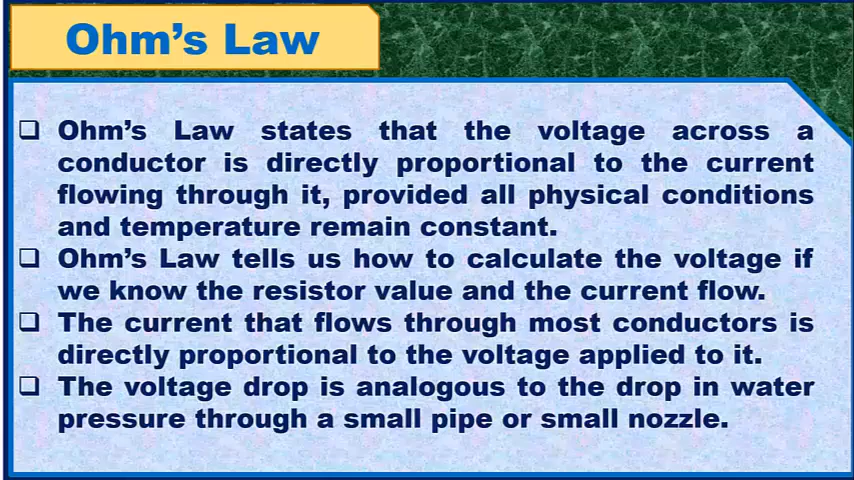 Ohm’s Law
❑ Ohm’s Law states that the voltage across a
conductor is directly proportional to the current
flowing through it, provided all physical conditions
and temperature remain constant.
❑ Ohm’s Law tells us how to calculate the voltage if
we know the resistor value and the current flow.
❑ The current that flows through most conductors is
directly proportional to the voltage applied to it.
❑ The voltage drop is analogous to the drop in water
pressure through a small pipe or small nozzle.